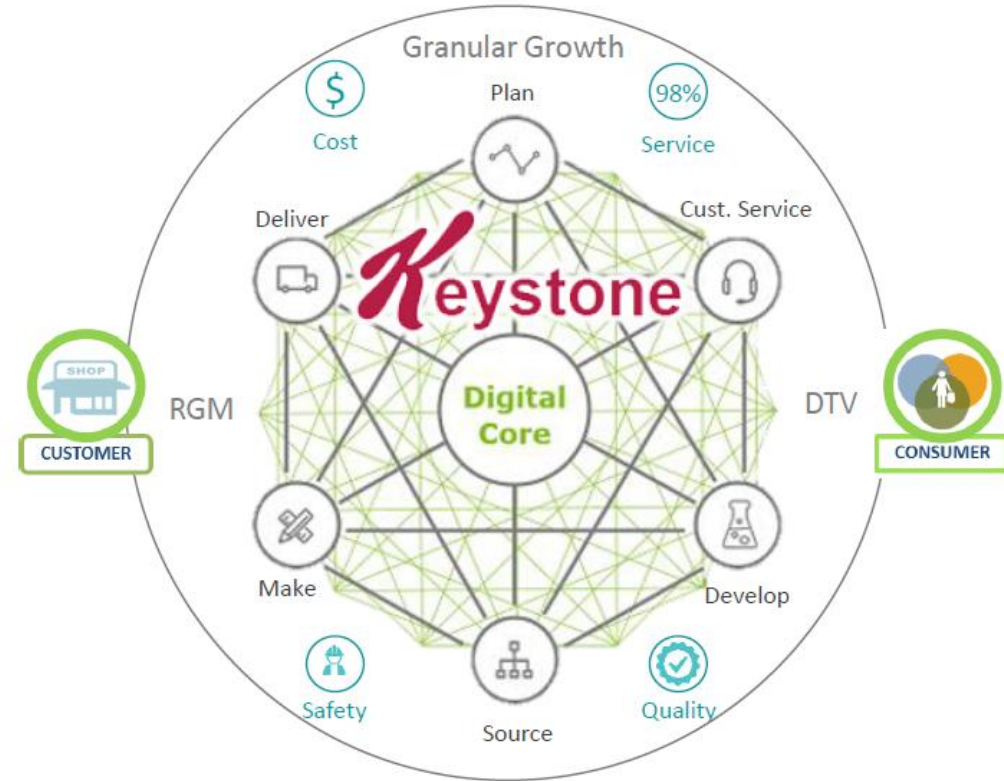 Granular Growth
$
Cost
Plan
98%
Service
Deliver
Cust. Service
Keystone
SHOP
CUSTOMER
RGM
Digital
Core
DTV
CONSUMER
Make
Develop
Safety
Source
Quality